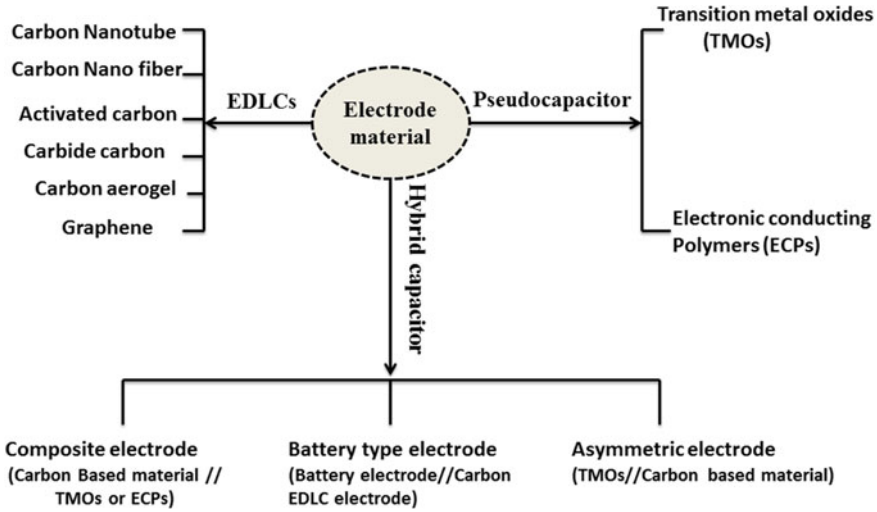 Carbon Nanotube
Carbon Nano fiber
Activated carbon
Carbide carbon
Carbon aerogel
Graphene
EDLCs
Electrode
material
Pseudocapacitor
Transition metal oxides
(TMOs)
Electronic conducting
Polymers (ECPs)
Hybrid capacitor
Composite electrode
(Carbon Based material //
TMOs or ECPs)
Battery type electrode
(Battery electrode//Carbon
EDLC electrode)
Asymmetric electrode
(TMOs//Carbon based material)